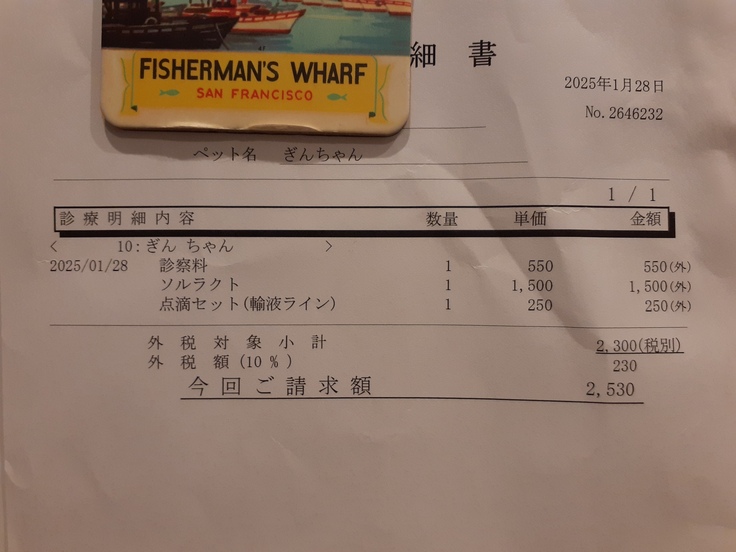 FISHERMAN'S WHARF
SAN FRANCISCO
細 書
2025年1月28日
No.2646232
ペット名 ぎんちゃん
1 / 1
診 療 明 細 内 容 数量 単価 金額
< 10:ぎん ちゃん >
2025/01/28 診察料 1 550 550(外)
ソルラクト 1 1,500 1,500(外)
点滴セット(輸液ライン) 1 250 250(外)
外 税 対 象 小 計 2,300(税別)
外 税 額 (10 % ) 230
今 回 ご 請 求 額 2,530